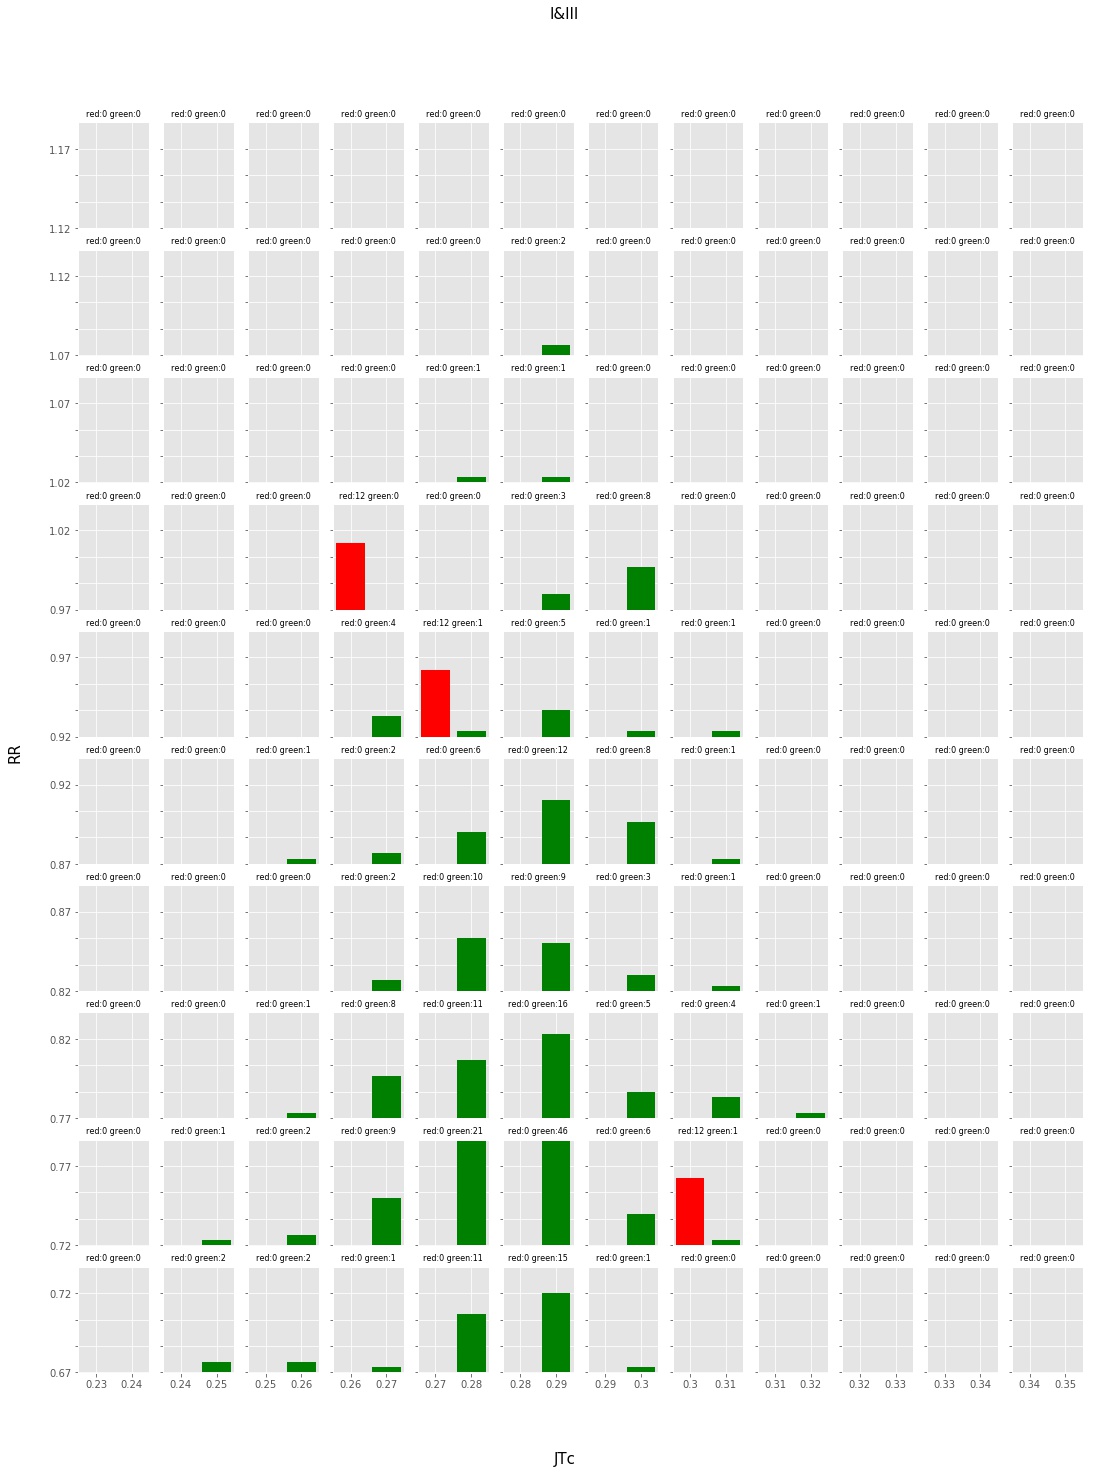 I&III
red:0 green:0 red:0 green:0 red:0 green:0 red:0 green:0 red:0 green:0 red:0 green:0 red:0 green:0 red:0 green:0 red:0 green:0 red:0 green:0 red:0 green:0 red:0 green:0
1.17
1.12
red:0 green:0 red:0 green:0 red:0 green:0 red:0 green:0 red:0 green:0 red:0 green:2 red:0 green:0 red:0 green:0 red:0 green:0 red:0 green:0 red:0 green:0 red:0 green:0
1.12
1.07
red:0 green:0 red:0 green:0 red:0 green:0 red:0 green:0 red:0 green:1 red:0 green:1 red:0 green:0 red:0 green:0 red:0 green:0 red:0 green:0 red:0 green:0 red:0 green:0
1.07
1.02
red:0 green:0 red:0 green:0 red:0 green:0 red:12 green:0 red:0 green:0 red:0 green:3 red:0 green:8 red:0 green:0 red:0 green:0 red:0 green:0 red:0 green:0 red:0 green:0
1.02
0.97
red:0 green:0 red:0 green:0 red:0 green:0 red:0 green:4 red:12 green:1 red:0 green:5 red:0 green:1 red:0 green:1 red:0 green:0 red:0 green:0 red:0 green:0 red:0 green:0
0.97
0.92
RR
red:0 green:0 red:0 green:0 red:0 green:1 red:0 green:2 red:0 green:6 red:0 green:12 red:0 green:8 red:0 green:1 red:0 green:0 red:0 green:0 red:0 green:0 red:0 green:0
0.92
0.87
red:0 green:0 red:0 green:0 red:0 green:0 red:0 green:2 red:0 green:10 red:0 green:9 red:0 green:3 red:0 green:1 red:0 green:0 red:0 green:0 red:0 green:0 red:0 green:0
0.87
0.82
red:0 green:0 red:0 green:0 red:0 green:1 red:0 green:8 red:0 green:11 red:0 green:16 red:0 green:5 red:0 green:4 red:0 green:1 red:0 green:0 red:0 green:0 red:0 green:0
0.82
0.77
red:0 green:0 red:0 green:1 red:0 green:2 red:0 green:9 red:0 green:21 red:0 green:46 red:0 green:6 red:12 green:1 red:0 green:0 red:0 green:0 red:0 green:0 red:0 green:0
0.77
0.72
red:0 green:0 red:0 green:2 red:0 green:2 red:0 green:1 red:0 green:11 red:0 green:15 red:0 green:1 red:0 green:0 red:0 green:0 red:0 green:0 red:0 green:0 red:0 green:0
0.72
0.67
0.23 0.24 0.24 0.25 0.25 0.26 0.26 0.27 0.27 0.28 0.28 0.29 0.29 0.3 0.3 0.31 0.31 0.32 0.32 0.33 0.33 0.34 0.34 0.35
JTc